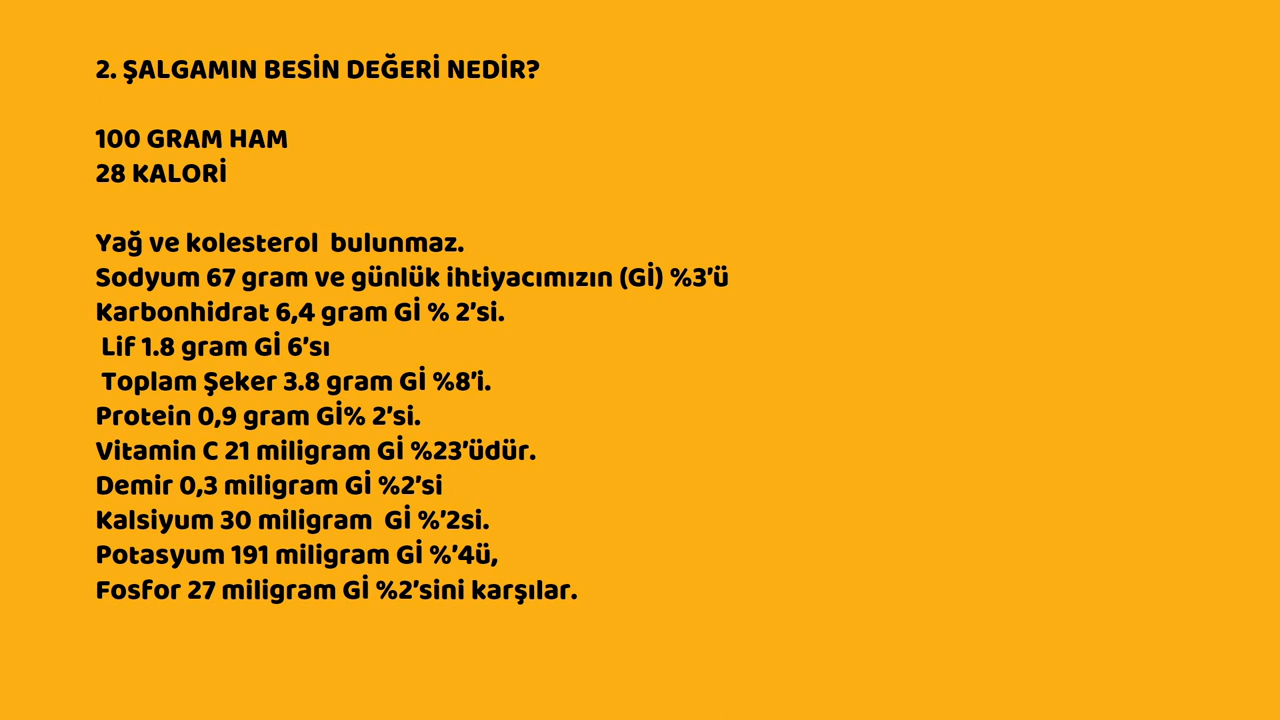 2. ŞALGAMIN BESİN DEĞERİ NEDİR?
100 GRAM HAM
28 KALORİ
Yağ ve kolesterol  bulunmaz.
Sodyum 67 gram ve günlük ihtiyacımızın (Gİ) %3'ü
Karbonhidrat 6,4 gram Gİ % 2'si.
Lif 1.8 gram Gİ 6'sı
Toplam Şeker 3.8 gram Gİ %8'i.
Protein 0,9 gram Gİ% 2'si.
Vitamin C 21 miligram Gİ %23'üdür.
Demir 0,3 miligram Gİ %2'si
Kalsiyum 30 miligram  Gİ %'2si.
Potasyum 191 miligram Gİ %'4ü,
Fosfor 27 miligram Gİ %2'sini karşılar.